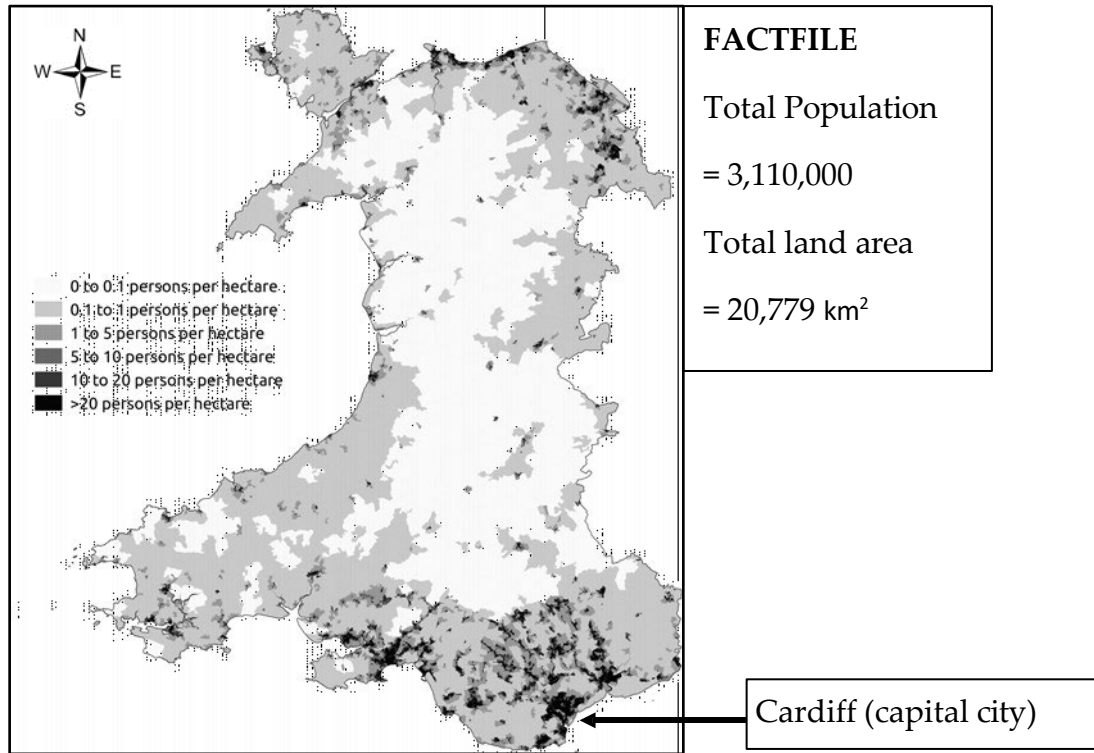 N
W E
S
0 to 0.1 persons per hectare
0.1 to 1 persons per hectare
1 to 5 persons per hectare
5 to 10 persons per hectare
10 to 20 persons per hectare
>20 persons per hectare
FACTFILE
Total Population
= 3,110,000
Total land area
= 20,779 km²
Cardiff (capital city)